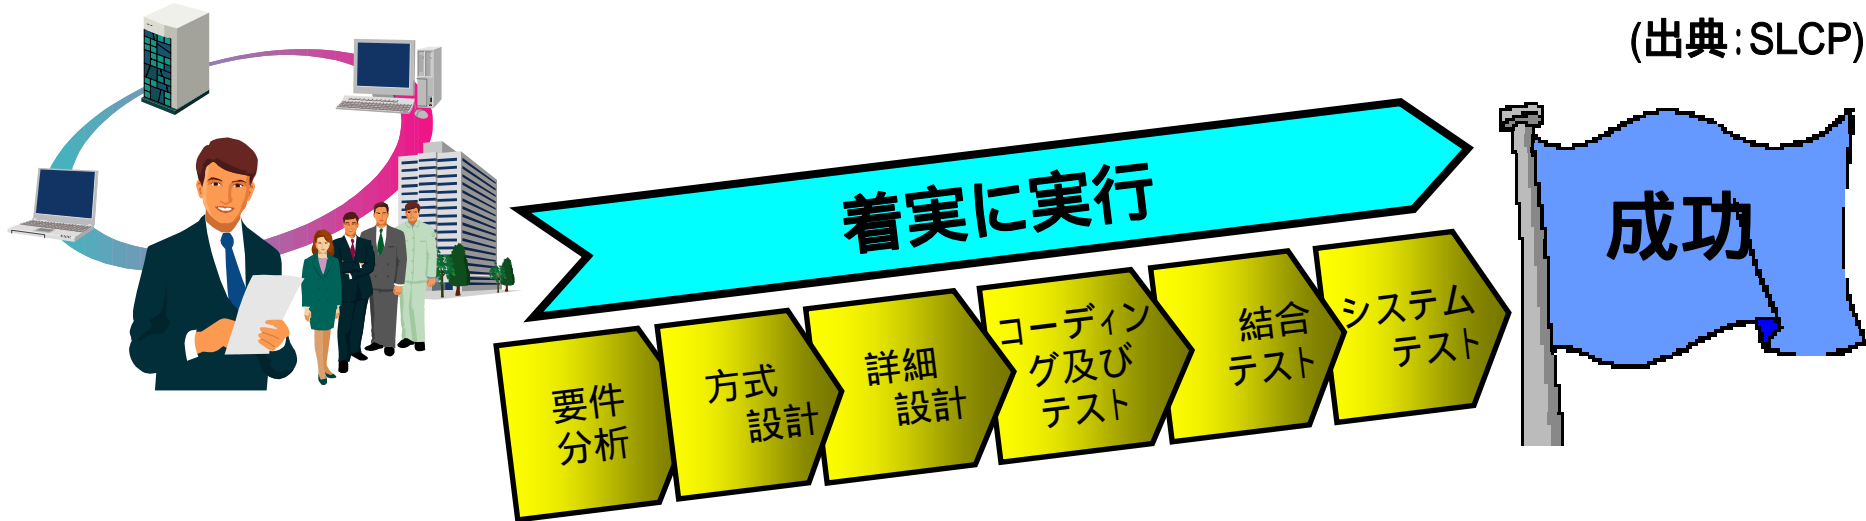 (出典:SLCP)
着実に実行
成功
要件
分析
方式
設計
詳細
設計
コーディン
グ及び
テスト
結合
テスト
システム
テスト